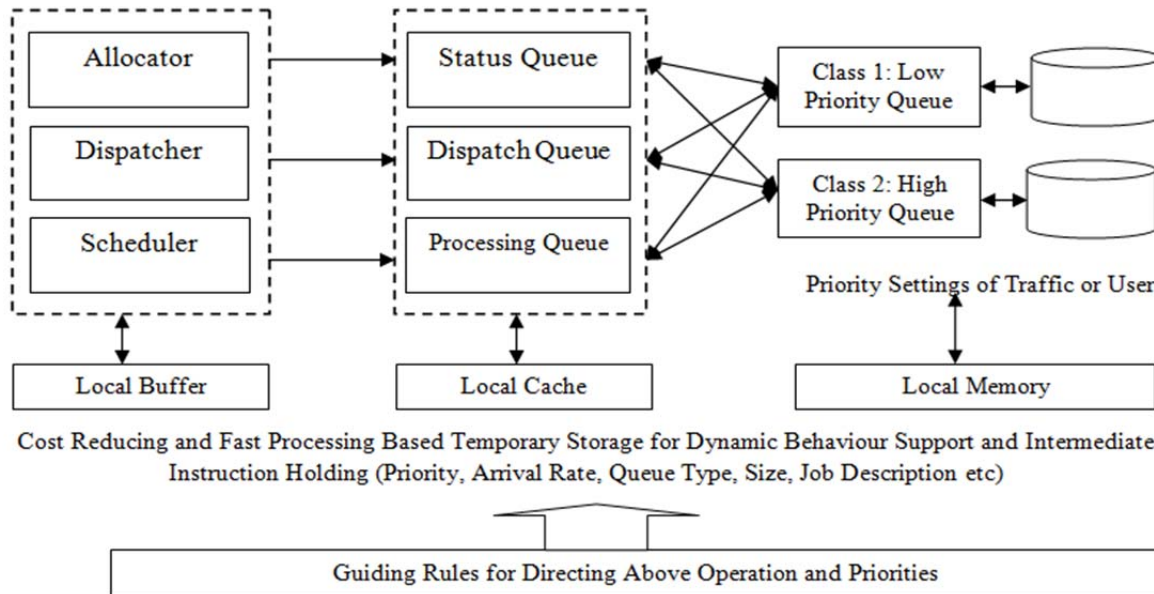 Allocator
Dispatcher
Scheduler
Status Queue
Dispatch Queue
Processing Queue
Class 1: Low
Priority Queue
Class 2: High
Priority Queue
Priority Settings of Traffic or User
Local Buffer
Local Cache
Local Memory
Cost Reducing and Fast Processing Based Temporary Storage for Dynamic Behaviour Support and Intermediate
Instruction Holding (Priority, Arrival Rate, Queue Type, Size, Job Description etc)
Guiding Rules for Directing Above Operation and Priorities